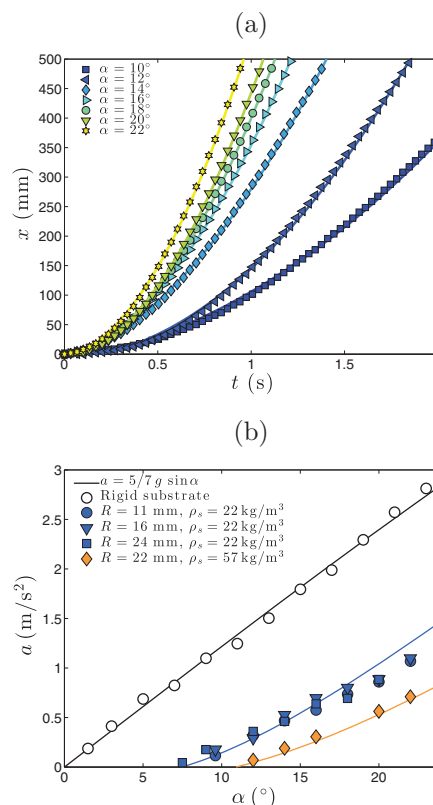 (a)
α = 10°
α = 12°
α = 14°
α = 16°
α = 18°
α = 20°
α = 22°
500
450
400
350
300
250
200
150
100
50
0
x (mm)
0 0.5 1 1.5
t (s)
(b)
a = 5/7 g sin α
Rigid substrate
R = 11 mm, ρs = 22 kg/m³
R = 16 mm, ρs = 22 kg/m³
R = 24 mm, ρs = 22 kg/m³
R = 22 mm, ρs = 57 kg/m³
3
2.5
2
1.5
1
0.5
0
a (m/s²)
0 5 10 15 20
α (°)